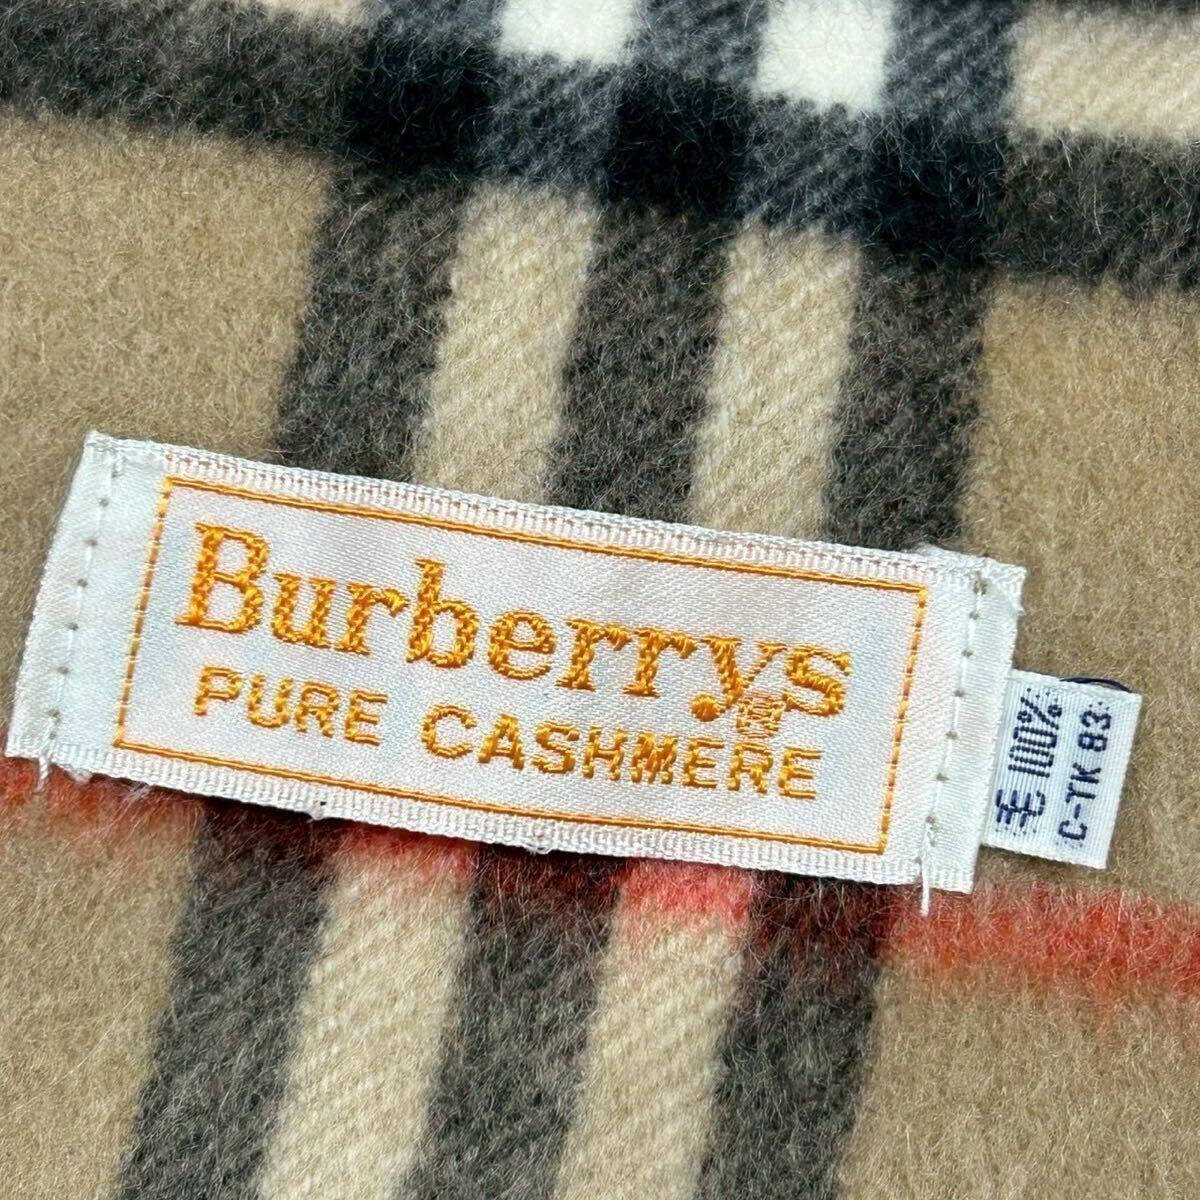 Burberrys
PURE CASHMERE
毛 100%
C-TK 83